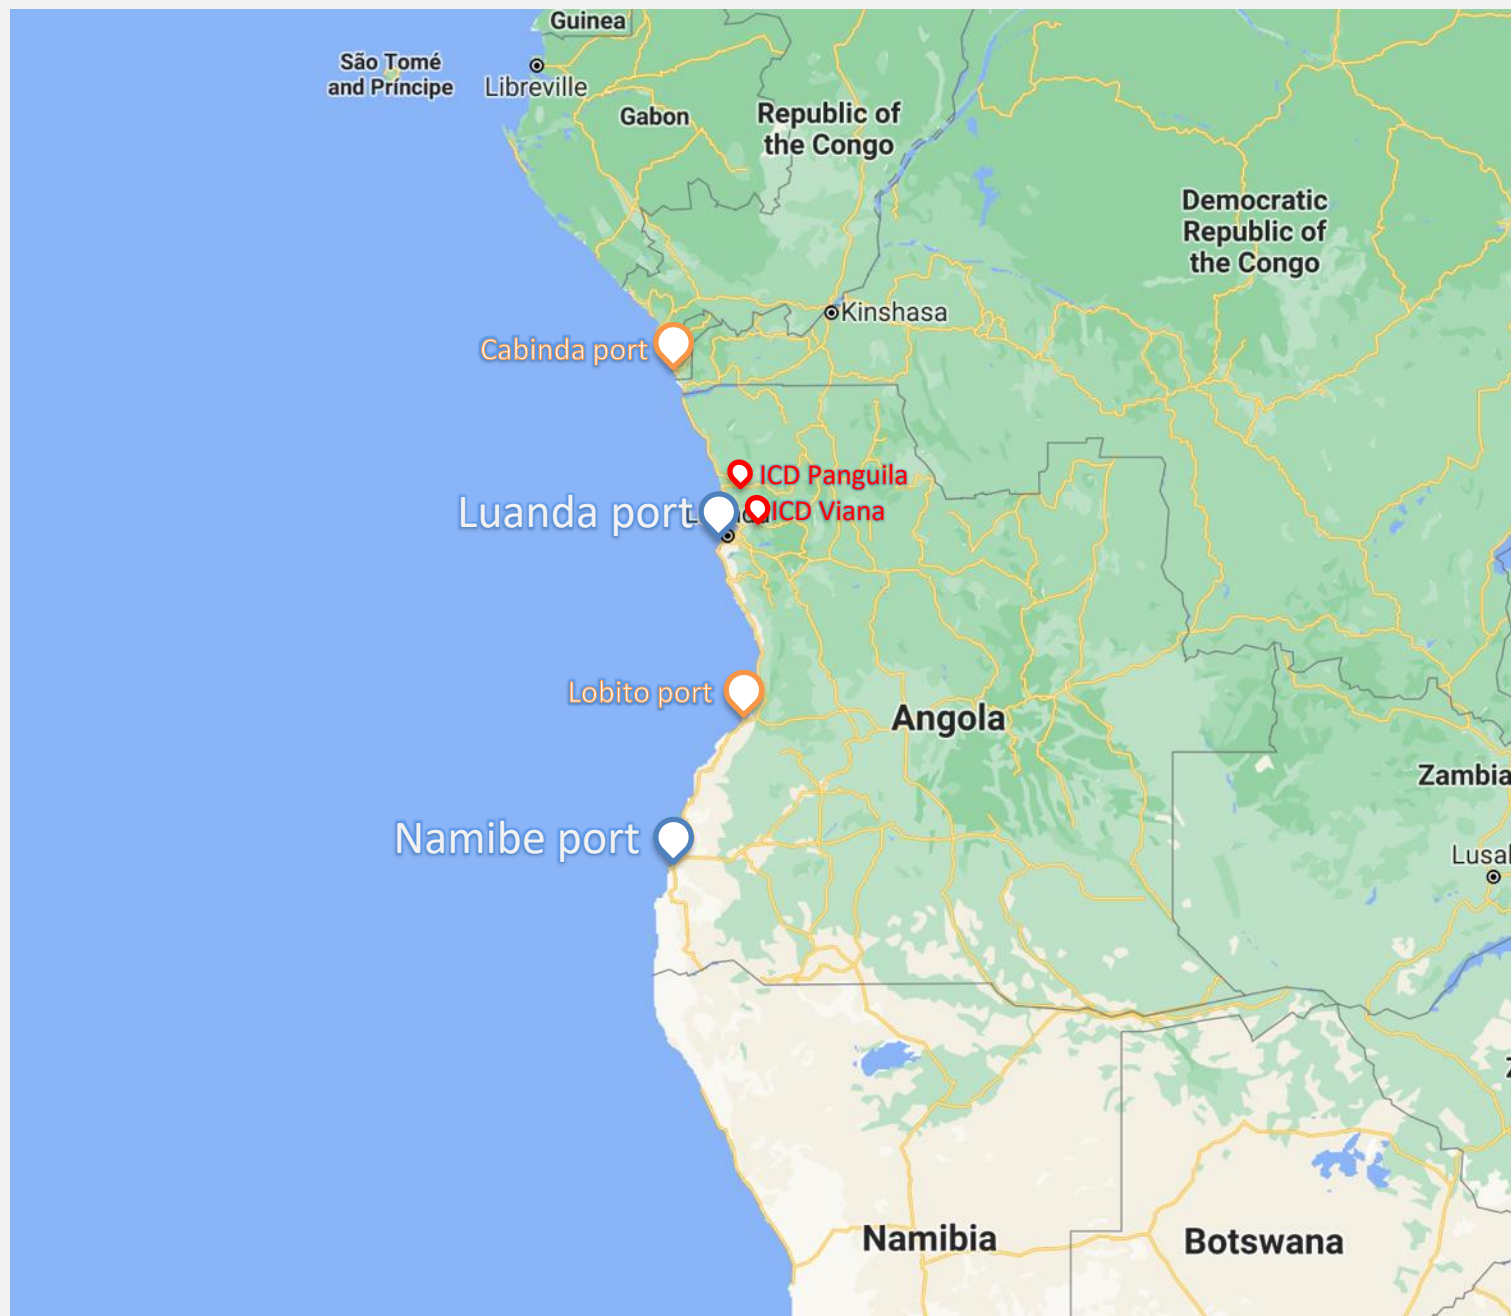 Guinea
São Tomé
and Príncipe
Libreville
Gabon
Republic of
the Congo
Democratic
Republic of
the Congo
Kinshasa
Cabinda port
ICD Panguila
Luanda port
ICD Viana
Lobito port
Angola
Zambia
Namibe port
Namibia
Botswana